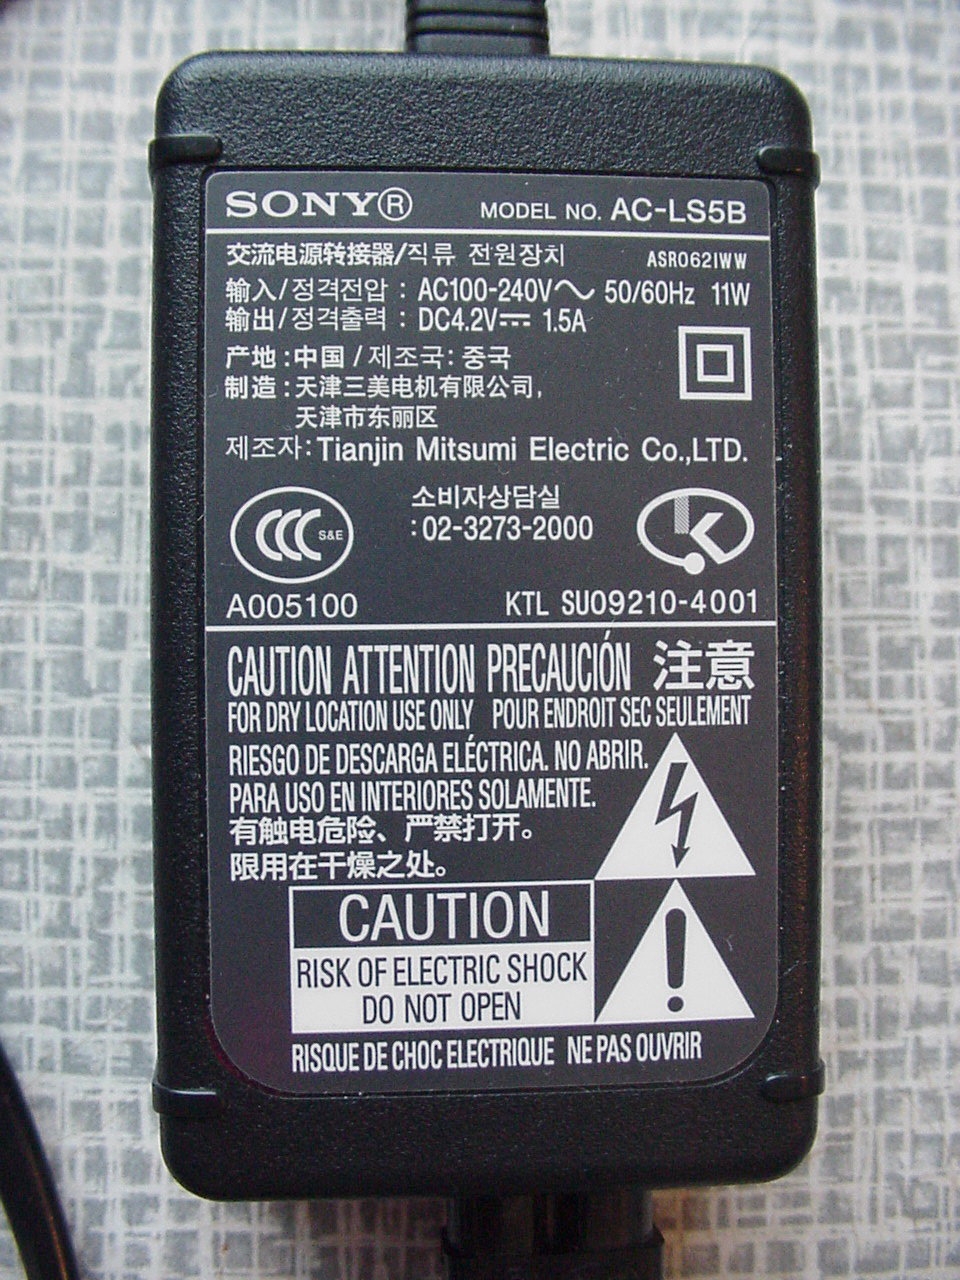 SONY® MODEL NO. AC-LS5B
交流电源转接器/직류 전원장치 ASR0621WW
输入/정격전압 : AC100-240V〜 50/60Hz 11W
输出/정격출력 : DC4.2V⎓ 1.5A
产地:中国 / 제조국: 중국
制造:天津三美电机有限公司,
天津市东丽区
제조자: Tianjin Mitsumi Electric Co.,LTD.
CCC S&E
소비자상담실
:02-3273-2000
A005100 KTL SU09210-4001
CAUTION ATTENTION PRECAUCIÓN 注意
FOR DRY LOCATION USE ONLY POUR ENDROIT SEC SEULEMENT
RIESGO DE DESCARGA ELÉCTRICA. NO ABRIR.
PARA USO EN INTERIORES SOLAMENTE.
有触电危险、严禁打开。
限用在干燥之处。
CAUTION
RISK OF ELECTRIC SHOCK
DO NOT OPEN
RISQUE DE CHOC ELECTRIQUE NE PAS OUVRIR